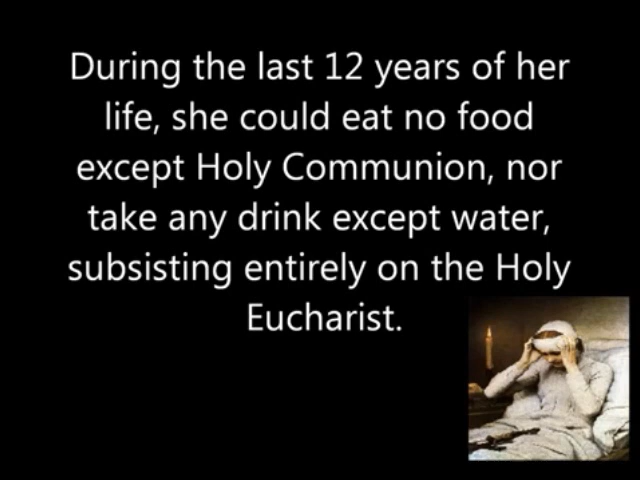 During the last 12 years of her
life, she could eat no food
except Holy Communion, nor
take any drink except water,
subsisting entirely on the Holy
Eucharist.